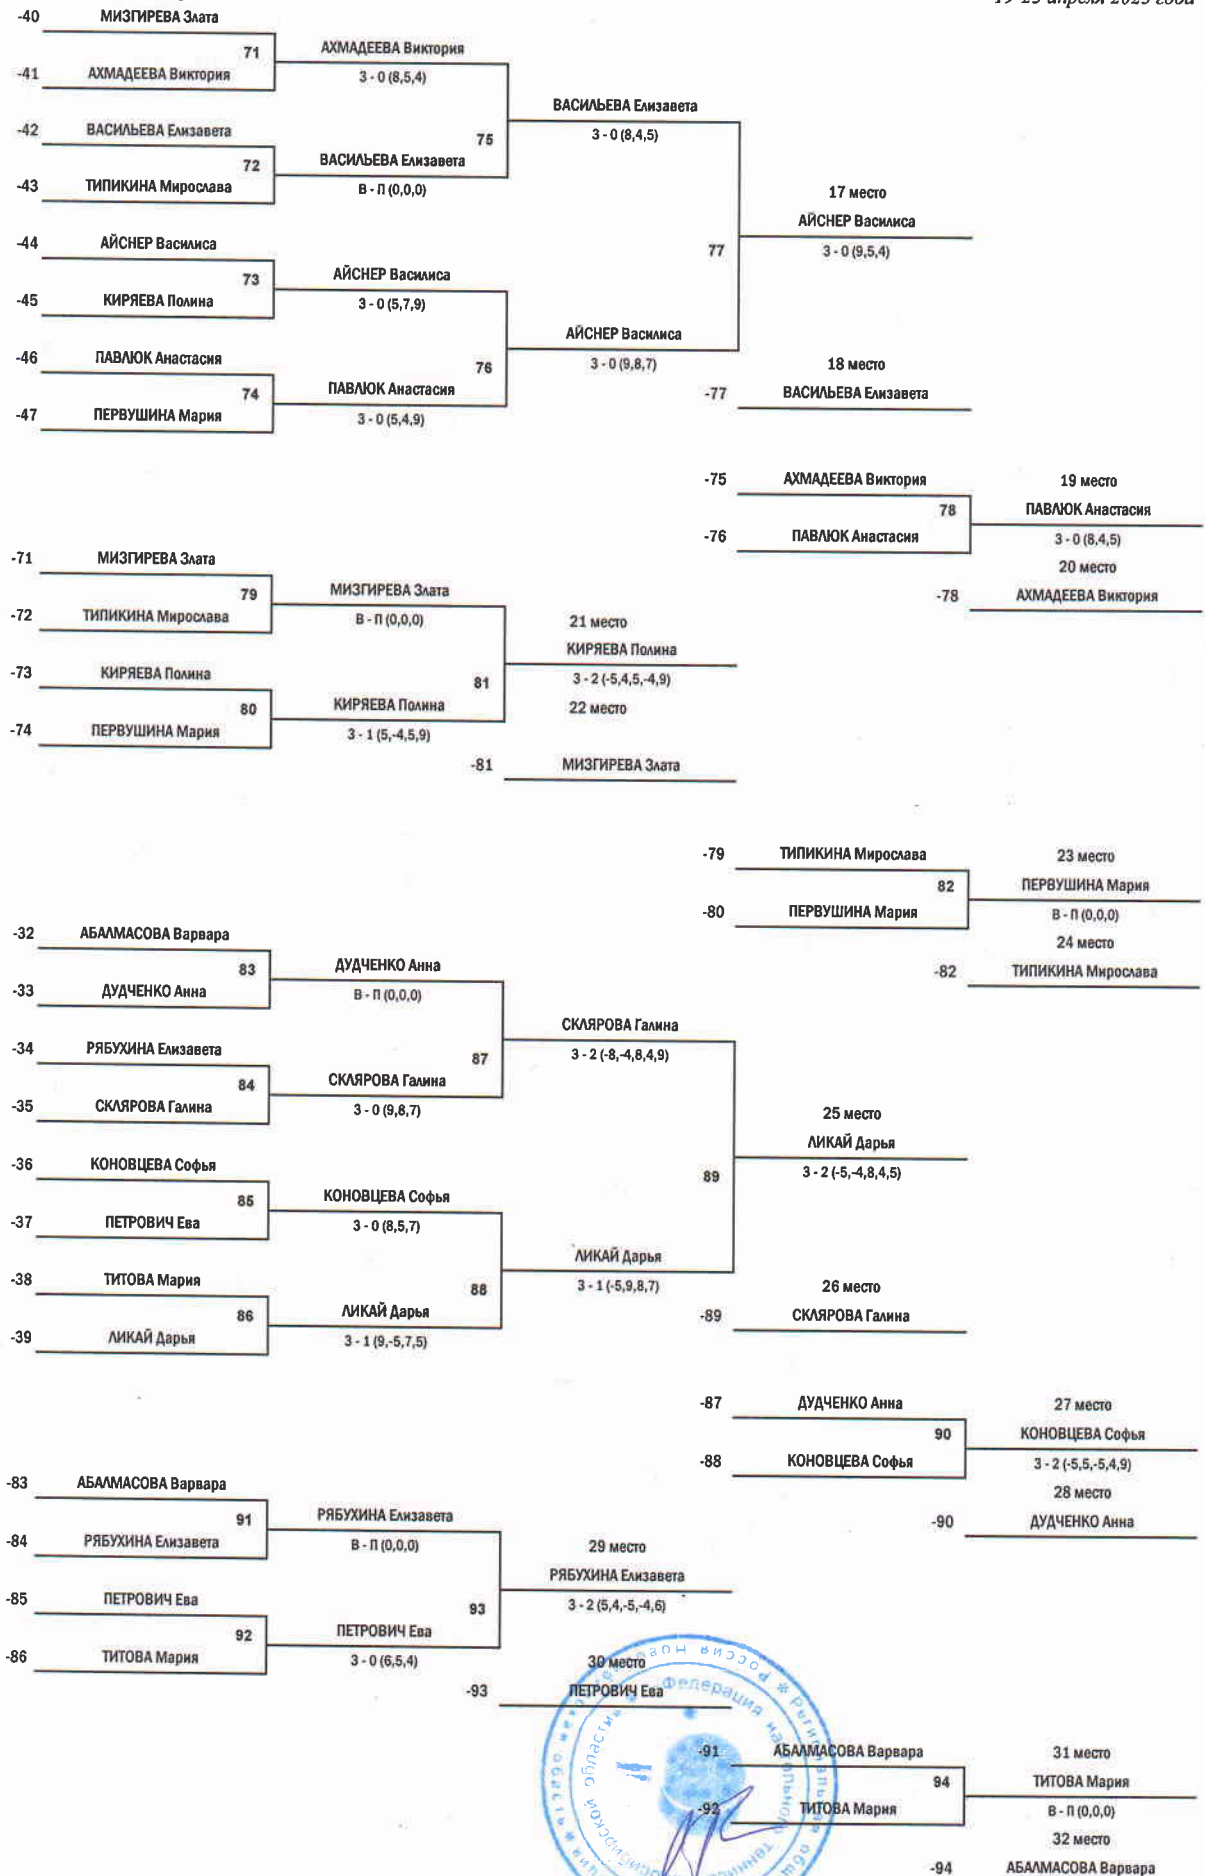 19-23 апреля 2023 года
-40 МИЗГИРЕВА Злата
71 АХМАДЕЕВА Виктория
-41 АХМАДЕЕВА Виктория 3 - 0 (8,5,4)
ВАСИЛЬЕВА Елизавета
-42 ВАСИЛЬЕВА Елизавета 75 3 - 0 (8,4,5)
72 ВАСИЛЬЕВА Елизавета
-43 ТИПИКИНА Мирослава В - П (0,0,0) 17 место
АЙСНЕР Василиса
-44 АЙСНЕР Василиса 77 3 - 0 (9,5,4)
73 АЙСНЕР Василиса
-45 КИРЯЕВА Полина 3 - 0 (5,7,9)
АЙСНЕР Василиса
-46 ПАВЛЮК Анастасия 76 3 - 0 (9,8,7) 18 место
74 ПАВЛЮК Анастасия -77 ВАСИЛЬЕВА Елизавета
-47 ПЕРВУШИНА Мария 3 - 0 (5,4,9)
-75 АХМАДЕЕВА Виктория 19 место
78 ПАВЛЮК Анастасия
-76 ПАВЛЮК Анастасия 3 - 0 (8,4,5)
-71 МИЗГИРЕВА Злата 20 место
79 МИЗГИРЕВА Злата -78 АХМАДЕЕВА Виктория
-72 ТИПИКИНА Мирослава В - П (0,0,0) 21 место
КИРЯЕВА Полина
-73 КИРЯЕВА Полина 81 3 - 2 (-5,4,5,-4,9)
80 КИРЯЕВА Полина 22 место
-74 ПЕРВУШИНА Мария 3 - 1 (5,-4,5,9)
-81 МИЗГИРЕВА Злата
-79 ТИПИКИНА Мирослава 23 место
82 ПЕРВУШИНА Мария
-80 ПЕРВУШИНА Мария В - П (0,0,0)
-32 АБАЛМАСОВА Варвара 24 место
83 ДУДЧЕНКО Анна -82 ТИПИКИНА Мирослава
-33 ДУДЧЕНКО Анна В - П (0,0,0)
СКЛЯРОВА Галина
-34 РЯБУХИНА Елизавета 87 3 - 2 (-8,-4,8,4,9)
84 СКЛЯРОВА Галина
-35 СКЛЯРОВА Галина 3 - 0 (9,8,7) 25 место
ЛИКАЙ Дарья
-36 КОНОВЦЕВА Софья 89 3 - 2 (-5,-4,8,4,5)
85 КОНОВЦЕВА Софья
-37 ПЕТРОВИЧ Ева 3 - 0 (8,5,7)
ЛИКАЙ Дарья
-38 ТИТОВА Мария 88 3 - 1 (-5,9,8,7) 26 место
86 ЛИКАЙ Дарья -89 СКЛЯРОВА Галина
-39 ЛИКАЙ Дарья 3 - 1 (9,-5,7,5)
-87 ДУДЧЕНКО Анна 27 место
90 КОНОВЦЕВА Софья
-88 КОНОВЦЕВА Софья 3 - 2 (-5,5,-5,4,9)
-83 АБАЛМАСОВА Варвара 28 место
91 РЯБУХИНА Елизавета -90 ДУДЧЕНКО Анна
-84 РЯБУХИНА Елизавета В - П (0,0,0) 29 место
РЯБУХИНА Елизавета
-85 ПЕТРОВИЧ Ева 93 3 - 2 (5,4,-5,-4,6)
92 ПЕТРОВИЧ Ева
-86 ТИТОВА Мария 3 - 0 (6,5,4) 30 место
-93 ПЕТРОВИЧ Ева
-91 АБАЛМАСОВА Варвара 31 место
94 ТИТОВА Мария
-92 ТИТОВА Мария В - П (0,0,0)
32 место
-94 АБАЛМАСОВА Варвара
Россия
Федерация настольного тенниса
области»